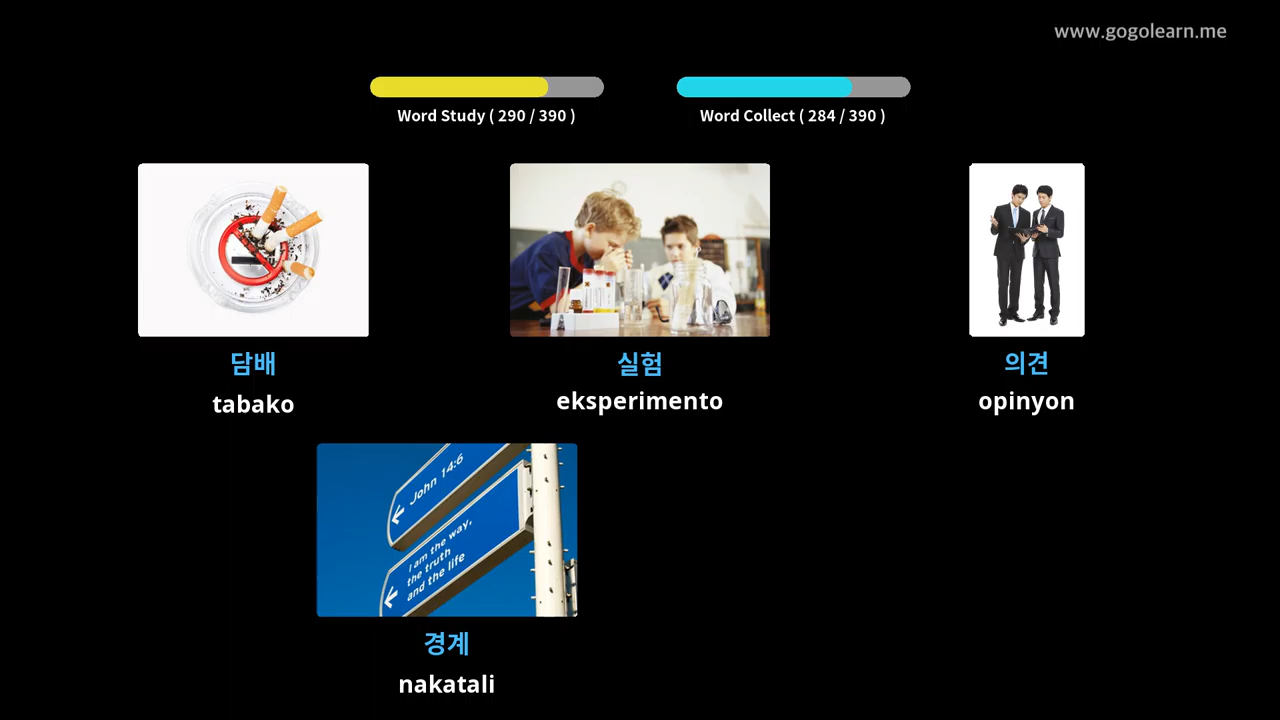 www.gogolearn.me
Word Study ( 290 / 390 )
Word Collect ( 284 / 390 )
담배
tabako
실험
eksperimento
의견
opinyon
John 14:6
I am the way,
the truth
and the life
경계
nakatali